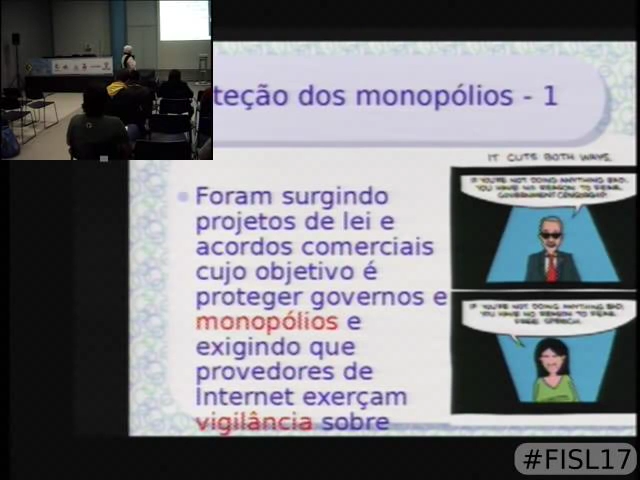 teção dos monopólios - 1
Foram surgindo
projetos de lei e
acordos comerciais
cujo objetivo é
proteger governos e
monopólios e
exigindo que
provedores de
Internet exerçam
vigilância sobre
IT CUTS BOTH WAYS.
IF YOU'RE NOT DOING ANYTHING BAD,
YOU HAVE NO REASON TO FEAR
GOVERNMENT CENSORSHIP.
IF YOU'RE NOT DOING ANYTHING BAD,
YOU HAVE NO REASON TO FEAR
FREE SPEECH.
#FISL17